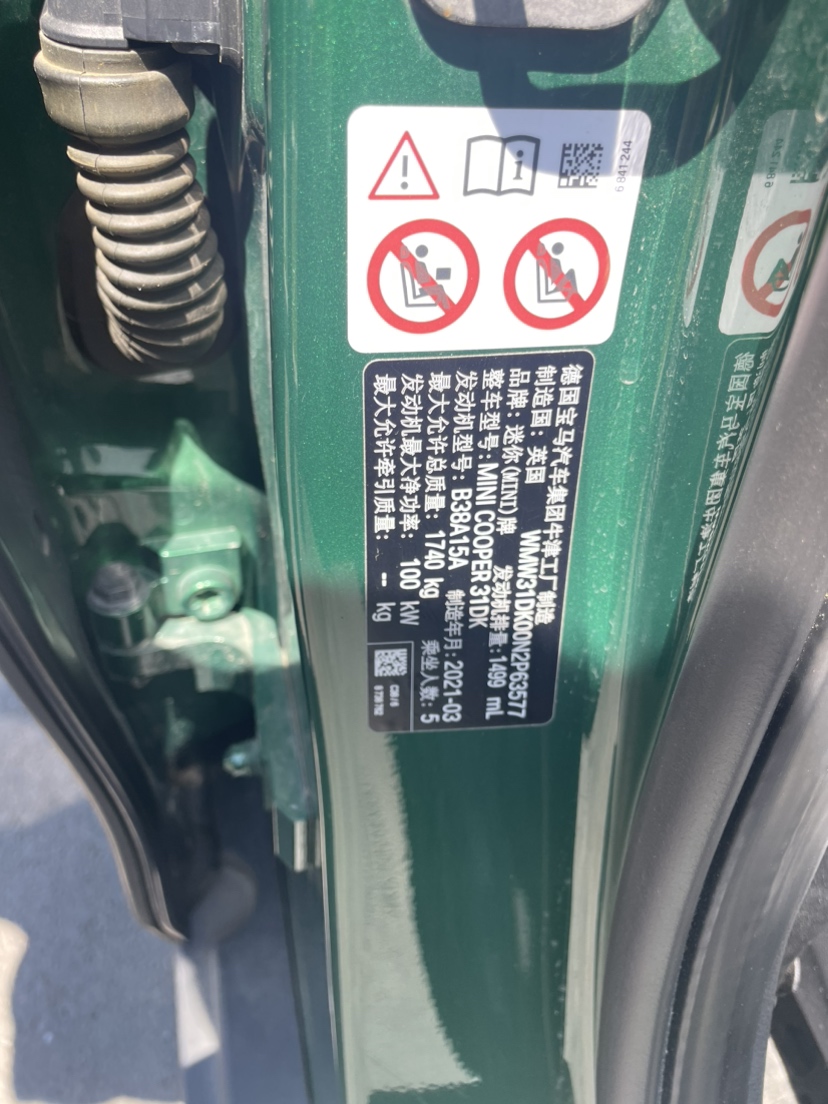 6 841 244
德国宝马汽车集团牛津工厂 制造
制造国：英国 WMW31DK00N2P63577
品牌：迷你(MINI)牌 发动机排量：1499 mL
整车型号：MINI COOPER 31DK
发动机型号：B38A15A 制造年月：2021-03
最大允许总质量：1740 kg 乘坐人数：5
发动机最大净功率：100 kW
最大允许牵引质量：-- kg